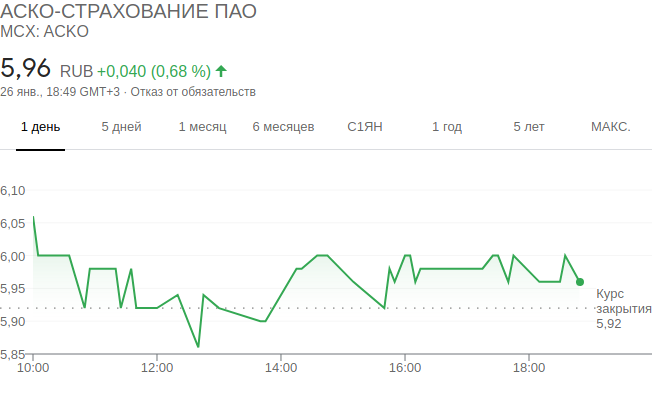 АСКО-СТРАХОВАНИЕ ПАО
MCX: ACKO
5,96 RUB +0,040 (0,68 %)
26 янв., 18:49 GMT+3 · Отказ от обязательств
1 день 5 дней 1 месяц 6 месяцев С1ЯН 1 год 5 лет МАКС.
6,10
6,05
6,00
5,95
5,90
5,85
Курс
закрытия
5,92
10:00 12:00 14:00 16:00 18:00